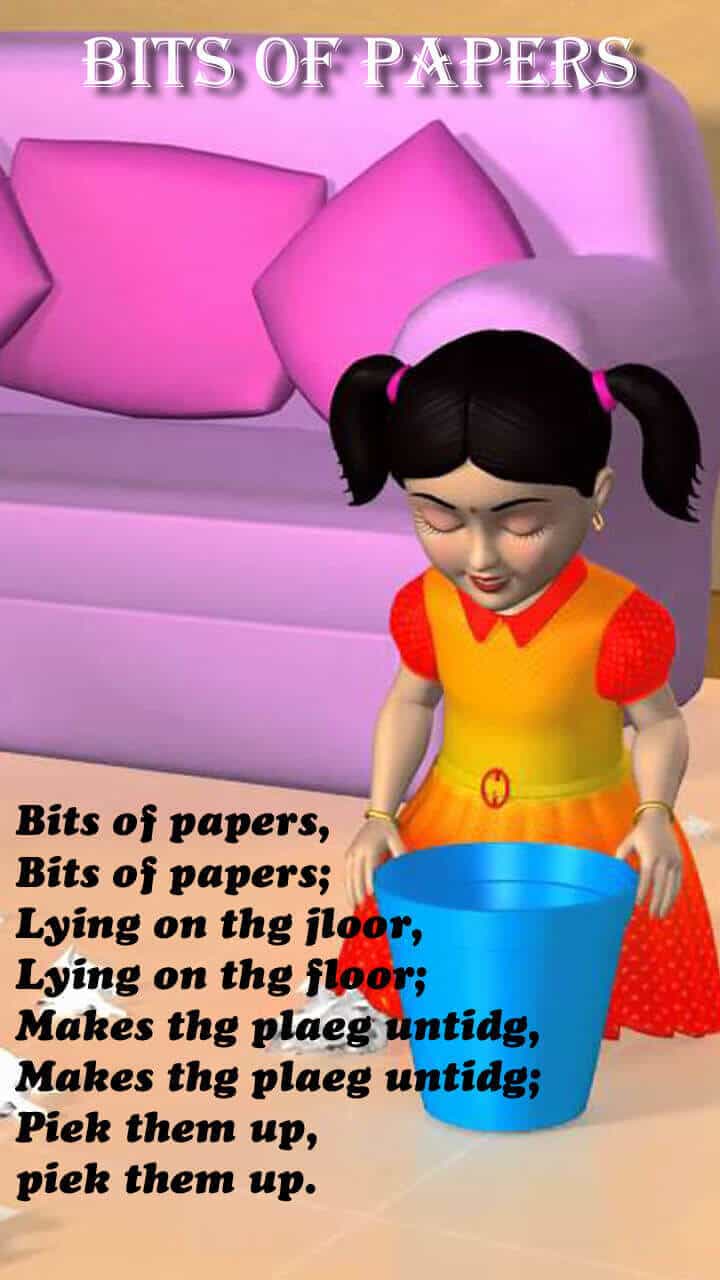 BITS OF PAPERS
Bits of papers,
Bits of papers;
Lying on thg jloor,
Lying on thg floor;
Makes thg plaeg untidg,
Makes thg plaeg untidg;
Piek them up,
piek them up.